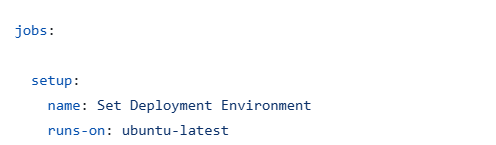 jobs:
  setup:
    name: Set Deployment Environment
    runs-on: ubuntu-latest